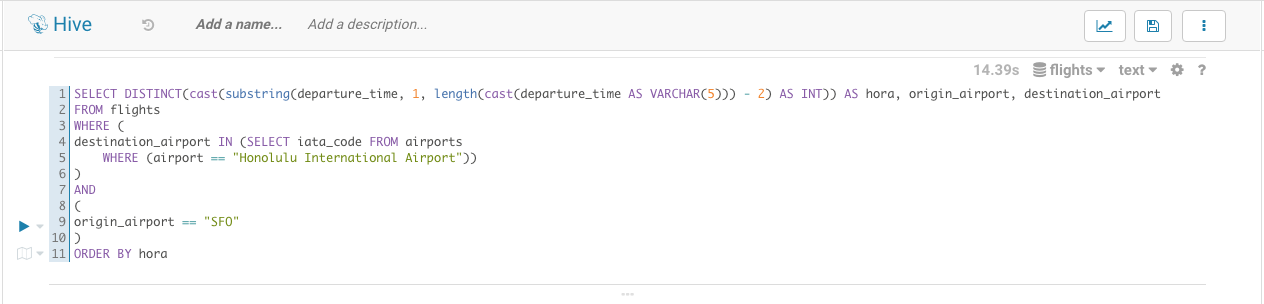 Hive Add a name... Add a description...
14.39s flights text ?
1 SELECT DISTINCT(cast(substring(departure_time, 1, length(cast(departure_time AS VARCHAR(5))) - 2) AS INT)) AS hora, origin_airport, destination_airport
2 FROM flights
3 WHERE (
4 destination_airport IN (SELECT iata_code FROM airports
5     WHERE (airport == "Honolulu International Airport"))
6 )
7 AND
8 (
9 origin_airport == "SFO"
10 )
11 ORDER BY hora